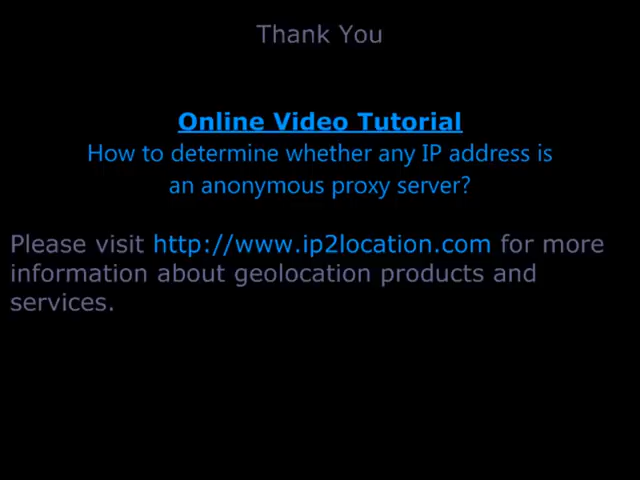 Thank You
Online Video Tutorial
How to determine whether any IP address is
an anonymous proxy server?
Please visit http://www.ip2location.com for more
information about geolocation products and
services.